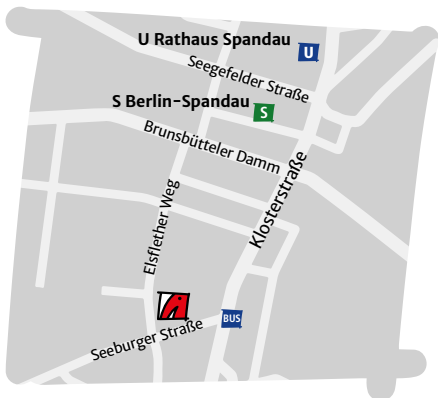 U Rathaus Spandau
U
Seegefelder Straße
S Berlin-Spandau
S
Brunsbütteler Damm
Klosterstraße
Elsflether Weg
BUS
Seeburger Straße